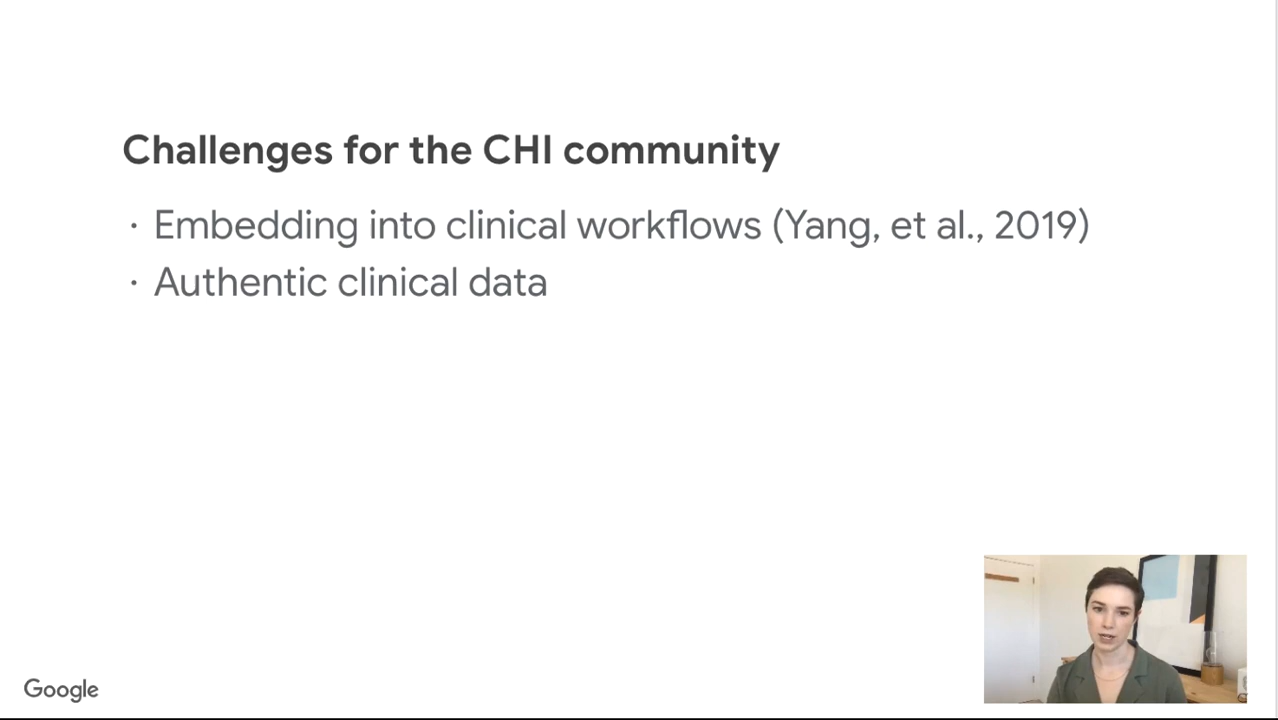 Challenges for the CHI community
· Embedding into clinical workflows (Yang, et al., 2019)
· Authentic clinical data
Google